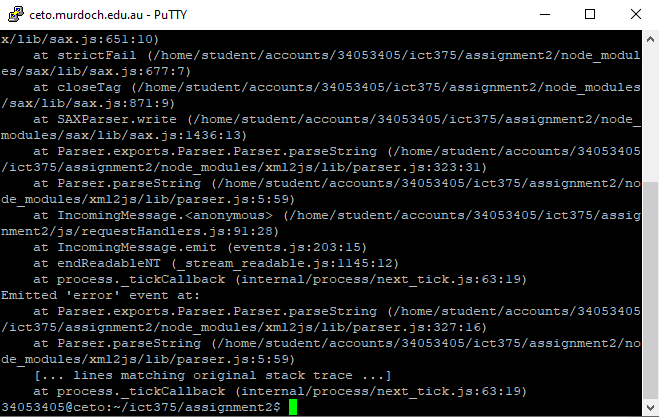 ceto.murdoch.edu.au - PuTTY
x/lib/sax.js:651:10)
    at strictFail (/home/student/accounts/34053405/ict375/assignment2/node_modul
es/sax/lib/sax.js:677:7)
    at closeTag (/home/student/accounts/34053405/ict375/assignment2/node_modules
/sax/lib/sax.js:871:9)
    at SAXParser.write (/home/student/accounts/34053405/ict375/assignment2/node_
modules/sax/lib/sax.js:1436:13)
    at Parser.exports.Parser.Parser.parseString (/home/student/accounts/34053405
/ict375/assignment2/node_modules/xml2js/lib/parser.js:323:31)
    at Parser.parseString (/home/student/accounts/34053405/ict375/assignment2/no
de_modules/xml2js/lib/parser.js:5:59)
    at IncomingMessage.<anonymous> (/home/student/accounts/34053405/ict375/assig
nment2/js/requestHandlers.js:91:28)
    at IncomingMessage.emit (events.js:203:15)
    at endReadableNT (_stream_readable.js:1145:12)
    at process._tickCallback (internal/process/next_tick.js:63:19)
Emitted 'error' event at:
    at Parser.exports.Parser.Parser.parseString (/home/student/accounts/34053405
/ict375/assignment2/node_modules/xml2js/lib/parser.js:327:16)
    at Parser.parseString (/home/student/accounts/34053405/ict375/assignment2/no
de_modules/xml2js/lib/parser.js:5:59)
    [... lines matching original stack trace ...]
    at process._tickCallback (internal/process/next_tick.js:63:19)
34053405@ceto:~/ict375/assignment2$